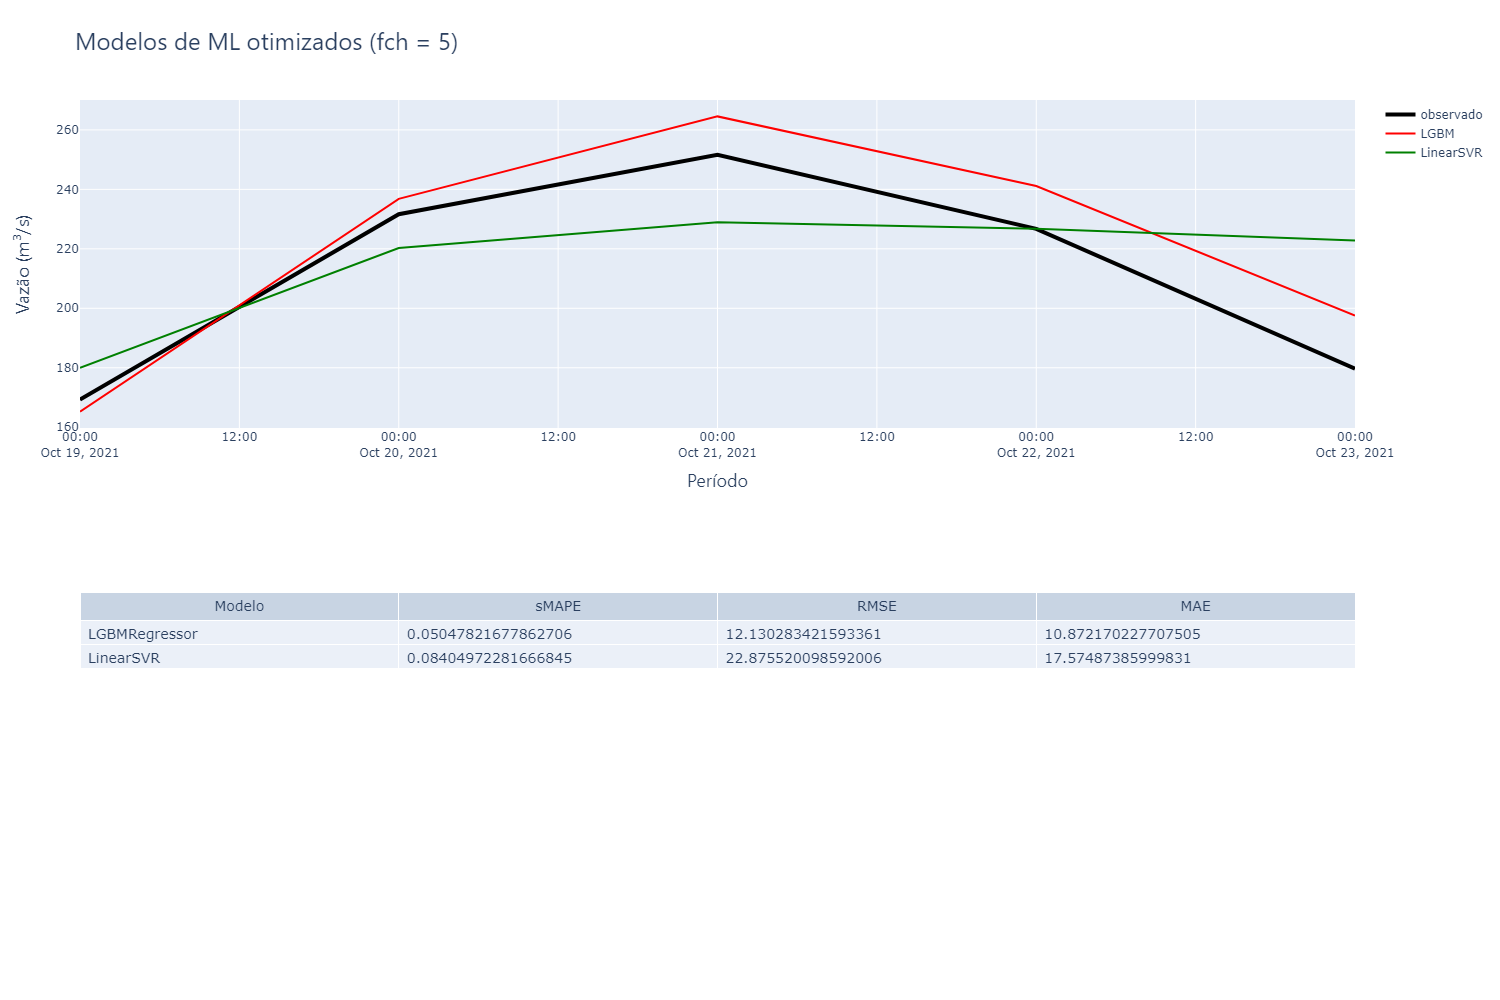 Modelos de ML otimizados (fch = 5)
observado
LGBM
LinearSVR
Vazão (m³/s)
260
240
220
200
180
160
00:00 12:00 00:00 12:00 00:00 12:00 00:00 12:00 00:00
Oct 19, 2021 Oct 20, 2021 Oct 21, 2021 Oct 22, 2021 Oct 23, 2021
Período
Modelo sMAPE RMSE MAE
LGBMRegressor 0.05047821677862706 12.130283421593361 10.872170227707505
LinearSVR 0.08404972281666845 22.875520098592006 17.57487385999831